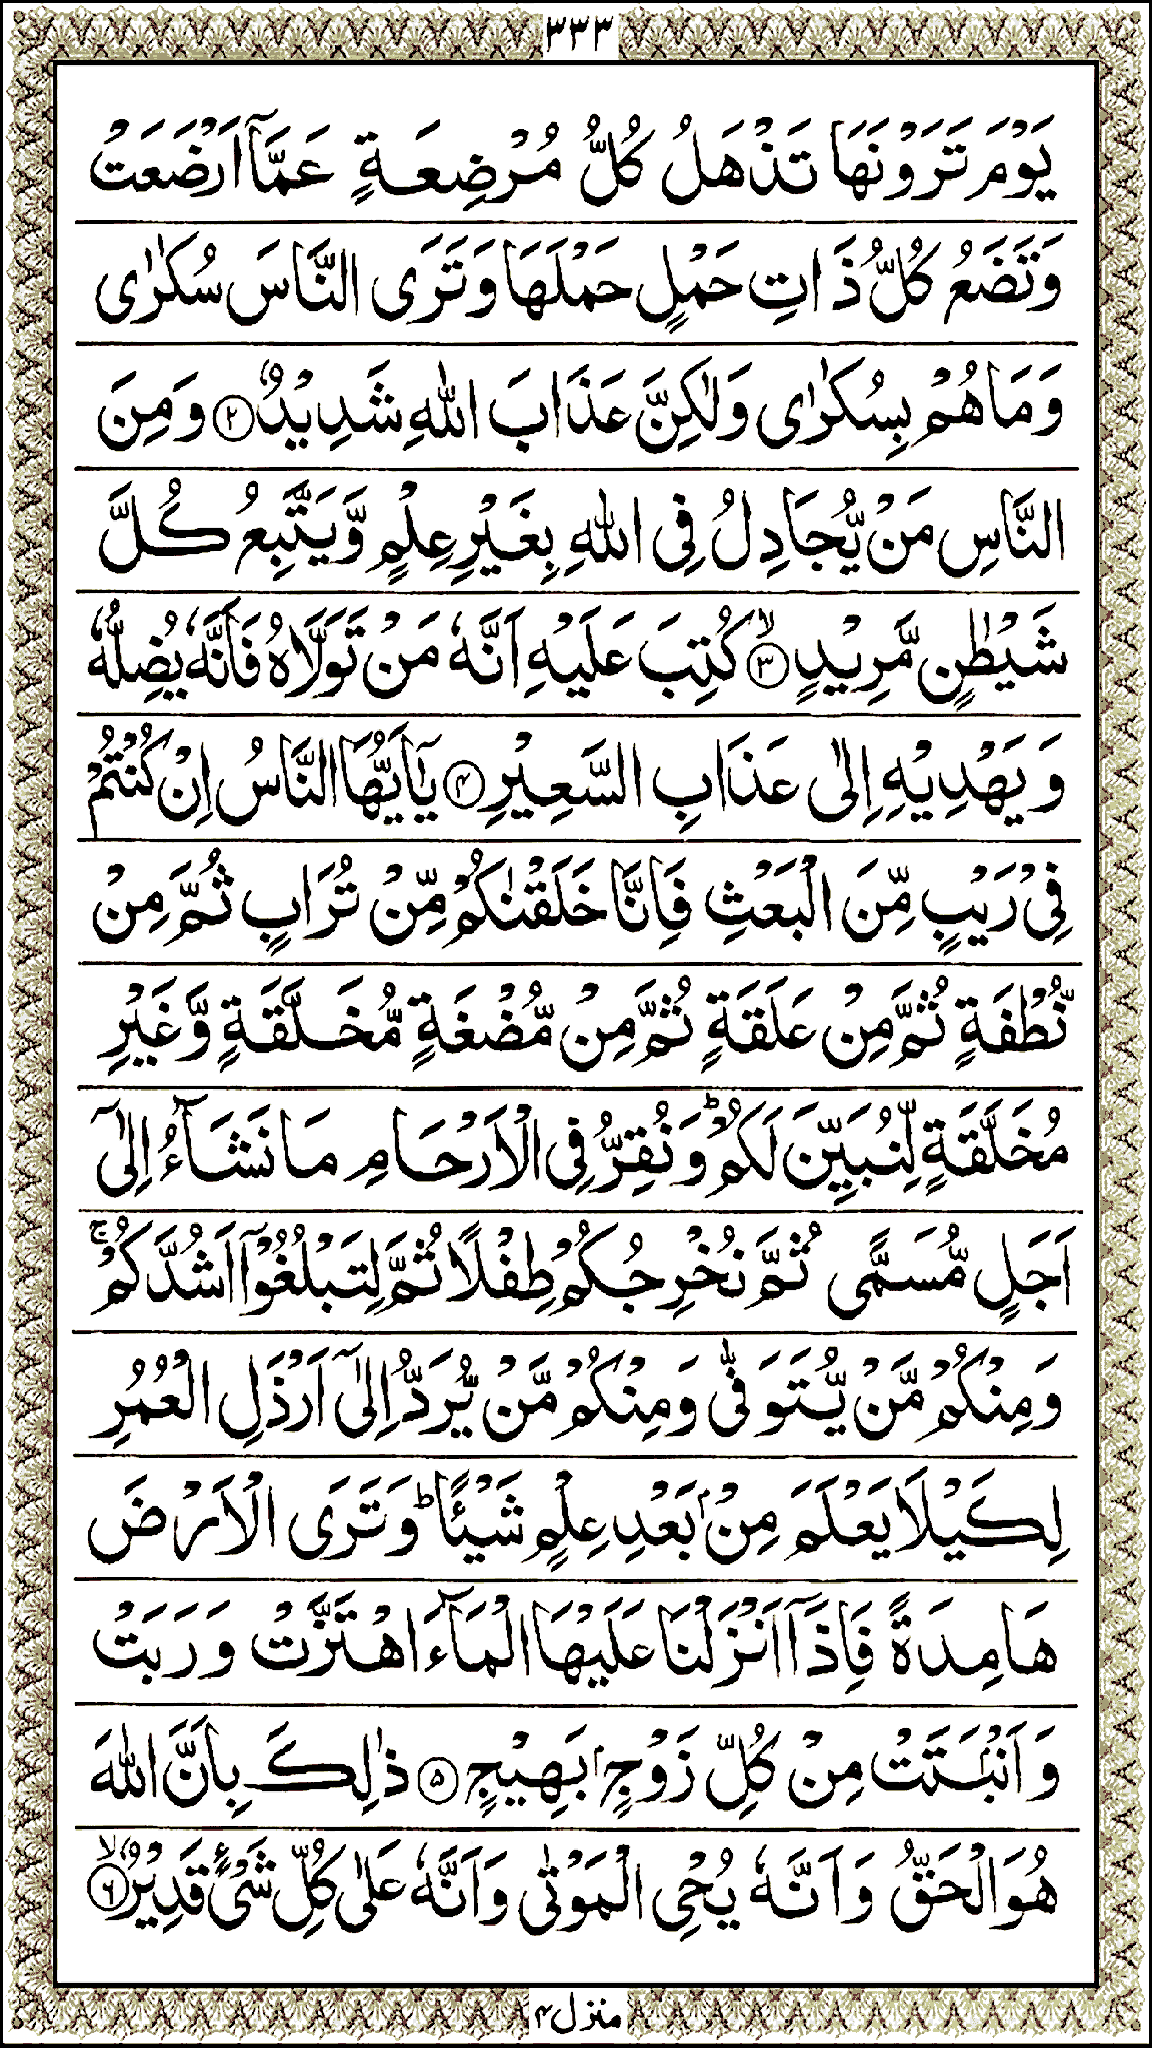 ٣٣٣
يَوْمَ تَرَوْنَهَا تَذْهَلُ كُلُّ مُرْضِعَةٍ عَمَّاۤ اَرْضَعَتْ
وَتَضَعُ كُلُّ ذَاتِ حَمْلٍ حَمْلَهَا وَتَرَى النَّاسَ سُكٰرٰى
وَمَا هُمْ بِسُكٰرٰى وَلٰكِنَّ عَذَابَ اللّٰهِ شَدِيْدٌ ۝٢ وَمِنَ
النَّاسِ مَنْ يُّجَادِلُ فِى اللّٰهِ بِغَيْرِ عِلْمٍ وَّيَتَّبِعُ كُلَّ
شَيْطٰنٍ مَّرِيْدٍ ۝٣ۙ كُتِبَ عَلَيْهِ اَنَّهٗ مَنْ تَوَلَّاهُ فَاَنَّهٗ يُضِلُّهٗ
وَيَهْدِيْهِ اِلٰى عَذَابِ السَّعِيْرِ ۝٤ يٰۤاَيُّهَا النَّاسُ اِنْ كُنْتُمْ
فِىْ رَيْبٍ مِّنَ الْبَعْثِ فَاِنَّا خَلَقْنٰكُمْ مِّنْ تُرَابٍ ثُمَّ مِنْ
نُّطْفَةٍ ثُمَّ مِنْ عَلَقَةٍ ثُمَّ مِنْ مُّضْغَةٍ مُّخَلَّقَةٍ وَّغَيْرِ
مُخَلَّقَةٍ لِّنُبَيِّنَ لَكُمْ ؕ وَنُقِرُّ فِى الْاَرْحَامِ مَا نَشَآءُ اِلٰۤى
اَجَلٍ مُّسَمًّى ثُمَّ نُخْرِجُكُمْ طِفْلًا ثُمَّ لِتَبْلُغُوْۤا اَشُدَّكُمْ ۚ
وَمِنْكُمْ مَّنْ يُّتَوَفّٰى وَمِنْكُمْ مَّنْ يُّرَدُّ اِلٰۤى اَرْذَلِ الْعُمُرِ
لِكَيْلَا يَعْلَمَ مِنْۢ بَعْدِ عِلْمٍ شَيْـًٔا ؕ وَتَرَى الْاَرْضَ
هَامِدَةً فَاِذَاۤ اَنْزَلْنَا عَلَيْهَا الْمَآءَ اهْتَزَّتْ وَرَبَتْ
وَاَنْۢبَتَتْ مِنْ كُلِّ زَوْجٍۢ بَهِيْجٍ ۝٥ ذٰلِكَ بِاَنَّ اللّٰهَ
هُوَ الْحَقُّ وَاَنَّهٗ يُحْىِ الْمَوْتٰى وَاَنَّهٗ عَلٰى كُلِّ شَىْءٍ قَدِيْرٌ ۝٦ۙ
منزل ٤